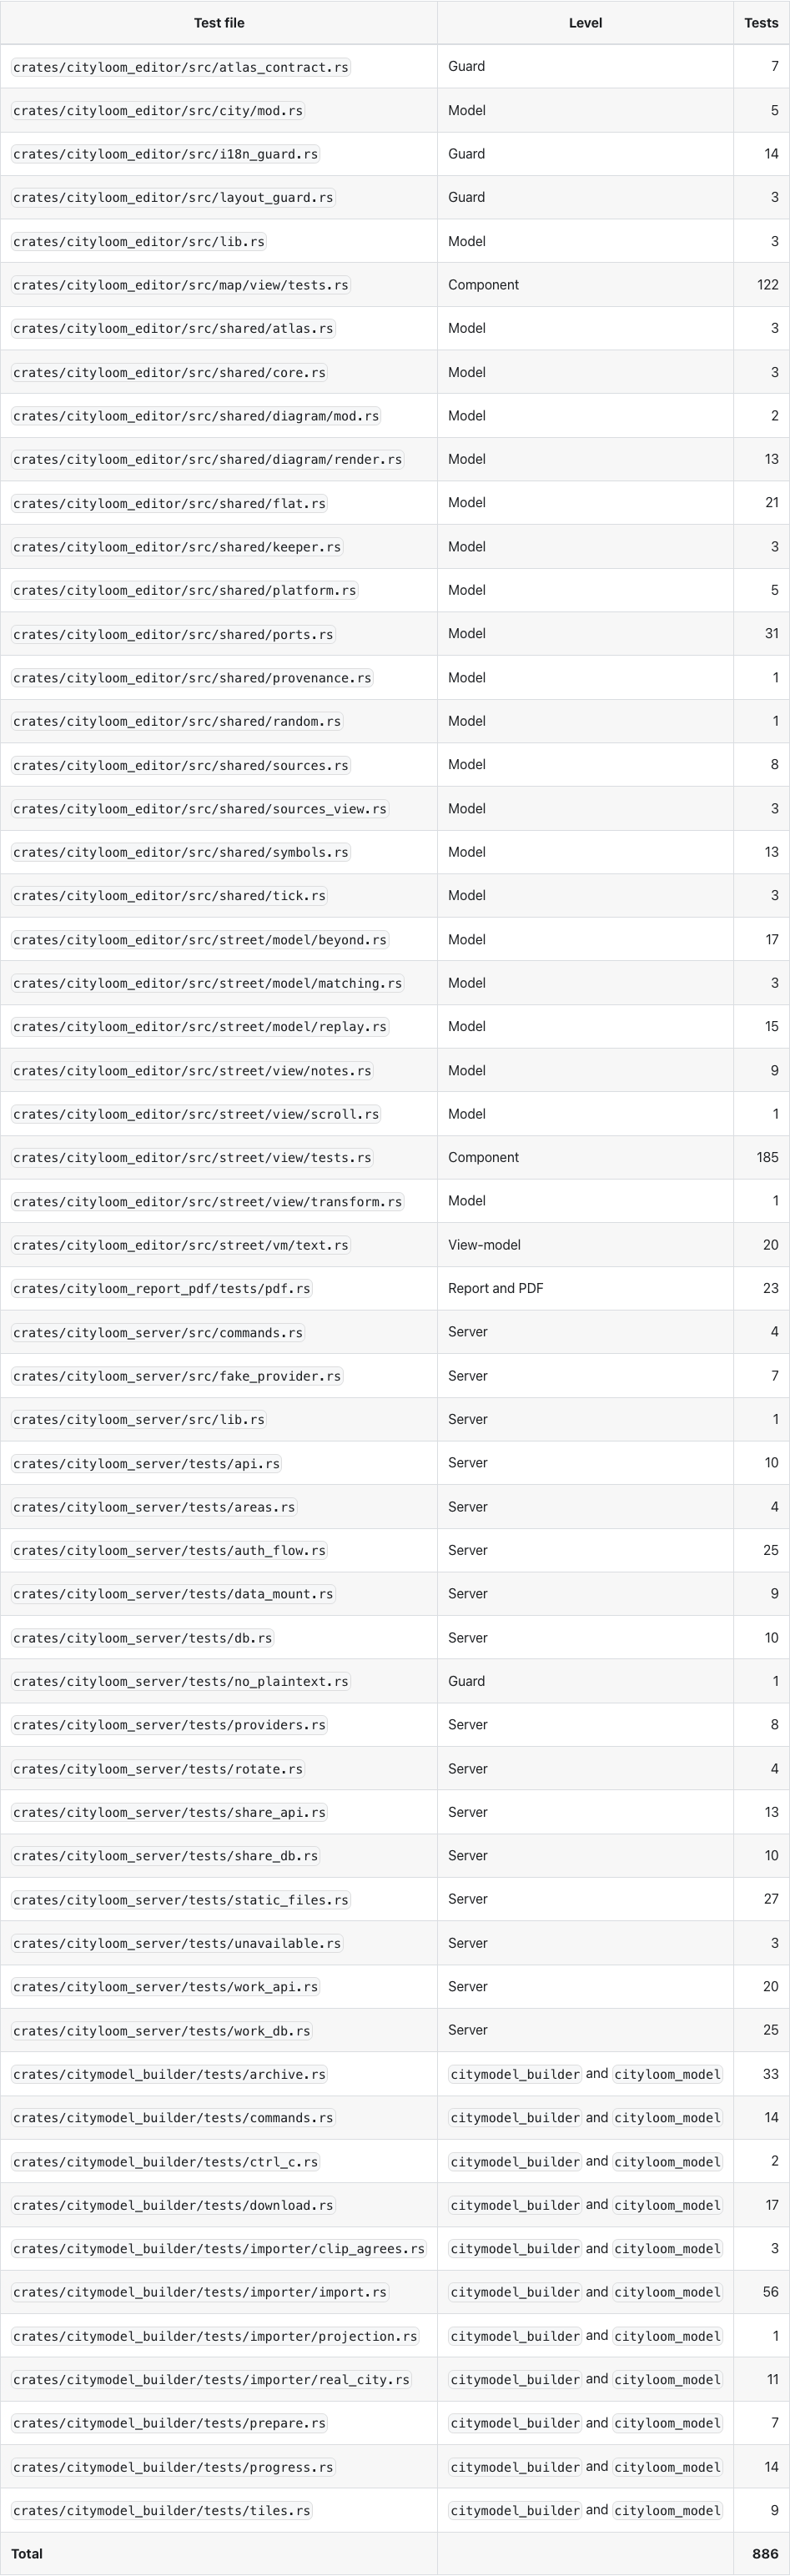 Test file Level Tests
crates/cityloom_editor/src/atlas_contract.rs Guard 7
crates/cityloom_editor/src/city/mod.rs Model 5
crates/cityloom_editor/src/i18n_guard.rs Guard 14
crates/cityloom_editor/src/layout_guard.rs Guard 3
crates/cityloom_editor/src/lib.rs Model 3
crates/cityloom_editor/src/map/view/tests.rs Component 122
crates/cityloom_editor/src/shared/atlas.rs Model 3
crates/cityloom_editor/src/shared/core.rs Model 3
crates/cityloom_editor/src/shared/diagram/mod.rs Model 2
crates/cityloom_editor/src/shared/diagram/render.rs Model 13
crates/cityloom_editor/src/shared/flat.rs Model 21
crates/cityloom_editor/src/shared/keeper.rs Model 3
crates/cityloom_editor/src/shared/platform.rs Model 5
crates/cityloom_editor/src/shared/ports.rs Model 31
crates/cityloom_editor/src/shared/provenance.rs Model 1
crates/cityloom_editor/src/shared/random.rs Model 1
crates/cityloom_editor/src/shared/sources.rs Model 8
crates/cityloom_editor/src/shared/sources_view.rs Model 3
crates/cityloom_editor/src/shared/symbols.rs Model 13
crates/cityloom_editor/src/shared/tick.rs Model 3
crates/cityloom_editor/src/street/model/beyond.rs Model 17
crates/cityloom_editor/src/street/model/matching.rs Model 3
crates/cityloom_editor/src/street/model/replay.rs Model 15
crates/cityloom_editor/src/street/view/notes.rs Model 9
crates/cityloom_editor/src/street/view/scroll.rs Model 1
crates/cityloom_editor/src/street/view/tests.rs Component 185
crates/cityloom_editor/src/street/view/transform.rs Model 1
crates/cityloom_editor/src/street/vm/text.rs View-model 20
crates/cityloom_report_pdf/tests/pdf.rs Report and PDF 23
crates/cityloom_server/src/commands.rs Server 4
crates/cityloom_server/src/fake_provider.rs Server 7
crates/cityloom_server/src/lib.rs Server 1
crates/cityloom_server/tests/api.rs Server 10
crates/cityloom_server/tests/areas.rs Server 4
crates/cityloom_server/tests/auth_flow.rs Server 25
crates/cityloom_server/tests/data_mount.rs Server 9
crates/cityloom_server/tests/db.rs Server 10
crates/cityloom_server/tests/no_plaintext.rs Guard 1
crates/cityloom_server/tests/providers.rs Server 8
crates/cityloom_server/tests/rotate.rs Server 4
crates/cityloom_server/tests/share_api.rs Server 13
crates/cityloom_server/tests/share_db.rs Server 10
crates/cityloom_server/tests/static_files.rs Server 27
crates/cityloom_server/tests/unavailable.rs Server 3
crates/cityloom_server/tests/work_api.rs Server 20
crates/cityloom_server/tests/work_db.rs Server 25
crates/citymodel_builder/tests/archive.rs citymodel_builder and cityloom_model 33
crates/citymodel_builder/tests/commands.rs citymodel_builder and cityloom_model 14
crates/citymodel_builder/tests/ctrl_c.rs citymodel_builder and cityloom_model 2
crates/citymodel_builder/tests/download.rs citymodel_builder and cityloom_model 17
crates/citymodel_builder/tests/importer/clip_agrees.rs citymodel_builder and cityloom_model 3
crates/citymodel_builder/tests/importer/import.rs citymodel_builder and cityloom_model 56
crates/citymodel_builder/tests/importer/projection.rs citymodel_builder and cityloom_model 1
crates/citymodel_builder/tests/importer/real_city.rs citymodel_builder and cityloom_model 11
crates/citymodel_builder/tests/prepare.rs citymodel_builder and cityloom_model 7
crates/citymodel_builder/tests/progress.rs citymodel_builder and cityloom_model 14
crates/citymodel_builder/tests/tiles.rs citymodel_builder and cityloom_model 9
Total 886